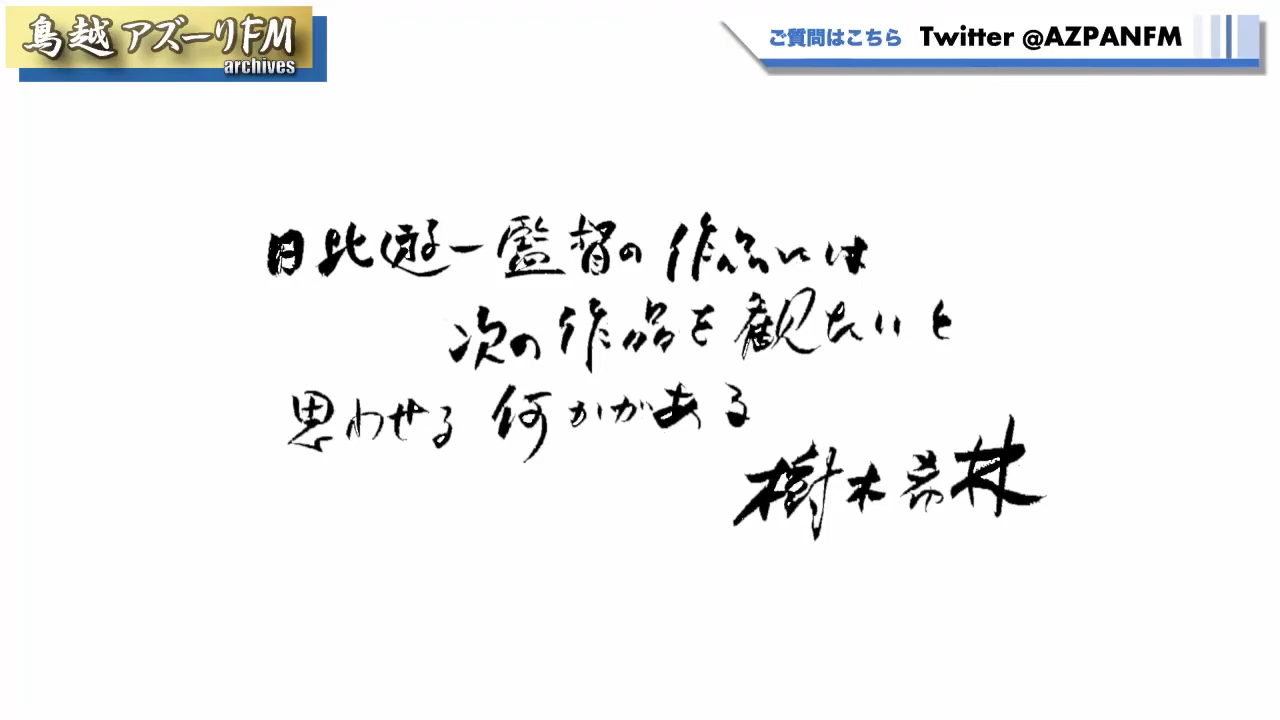 鳥越 アズーリFM
archives
ご質問はこちら Twitter @AZPANFM
日比遊一監督の作品には
次の作品を観たいと
思わせる何かがある
樹木希林